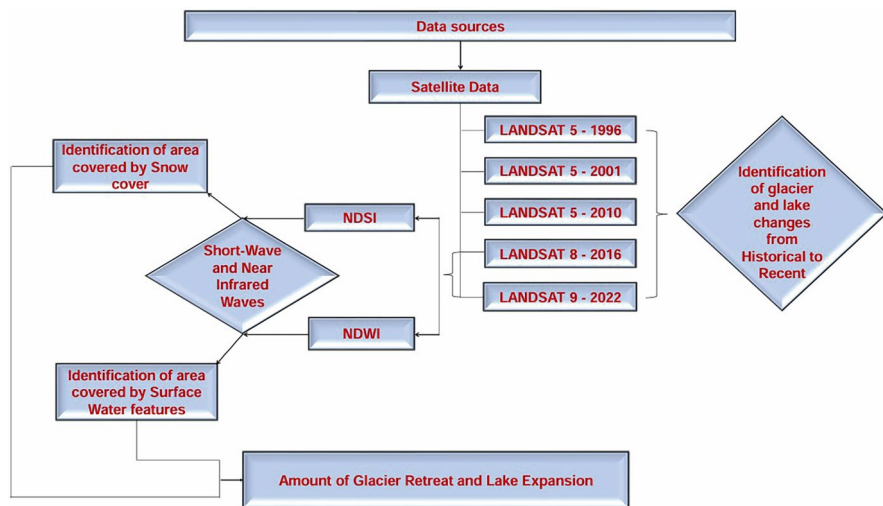 Data sources
Satellite Data
LANDSAT 5 - 1996
LANDSAT 5 - 2001
LANDSAT 5 - 2010
LANDSAT 8 - 2016
LANDSAT 9 - 2022
Identification
of glacier
and lake
changes
from
Historical to
Recent
Identification of area
covered by Snow
cover
NDSI
Short-Wave
and Near
Infrared
Waves
NDWI
Identification of area
covered by Surface
Water features
Amount of Glacier Retreat and Lake Expansion